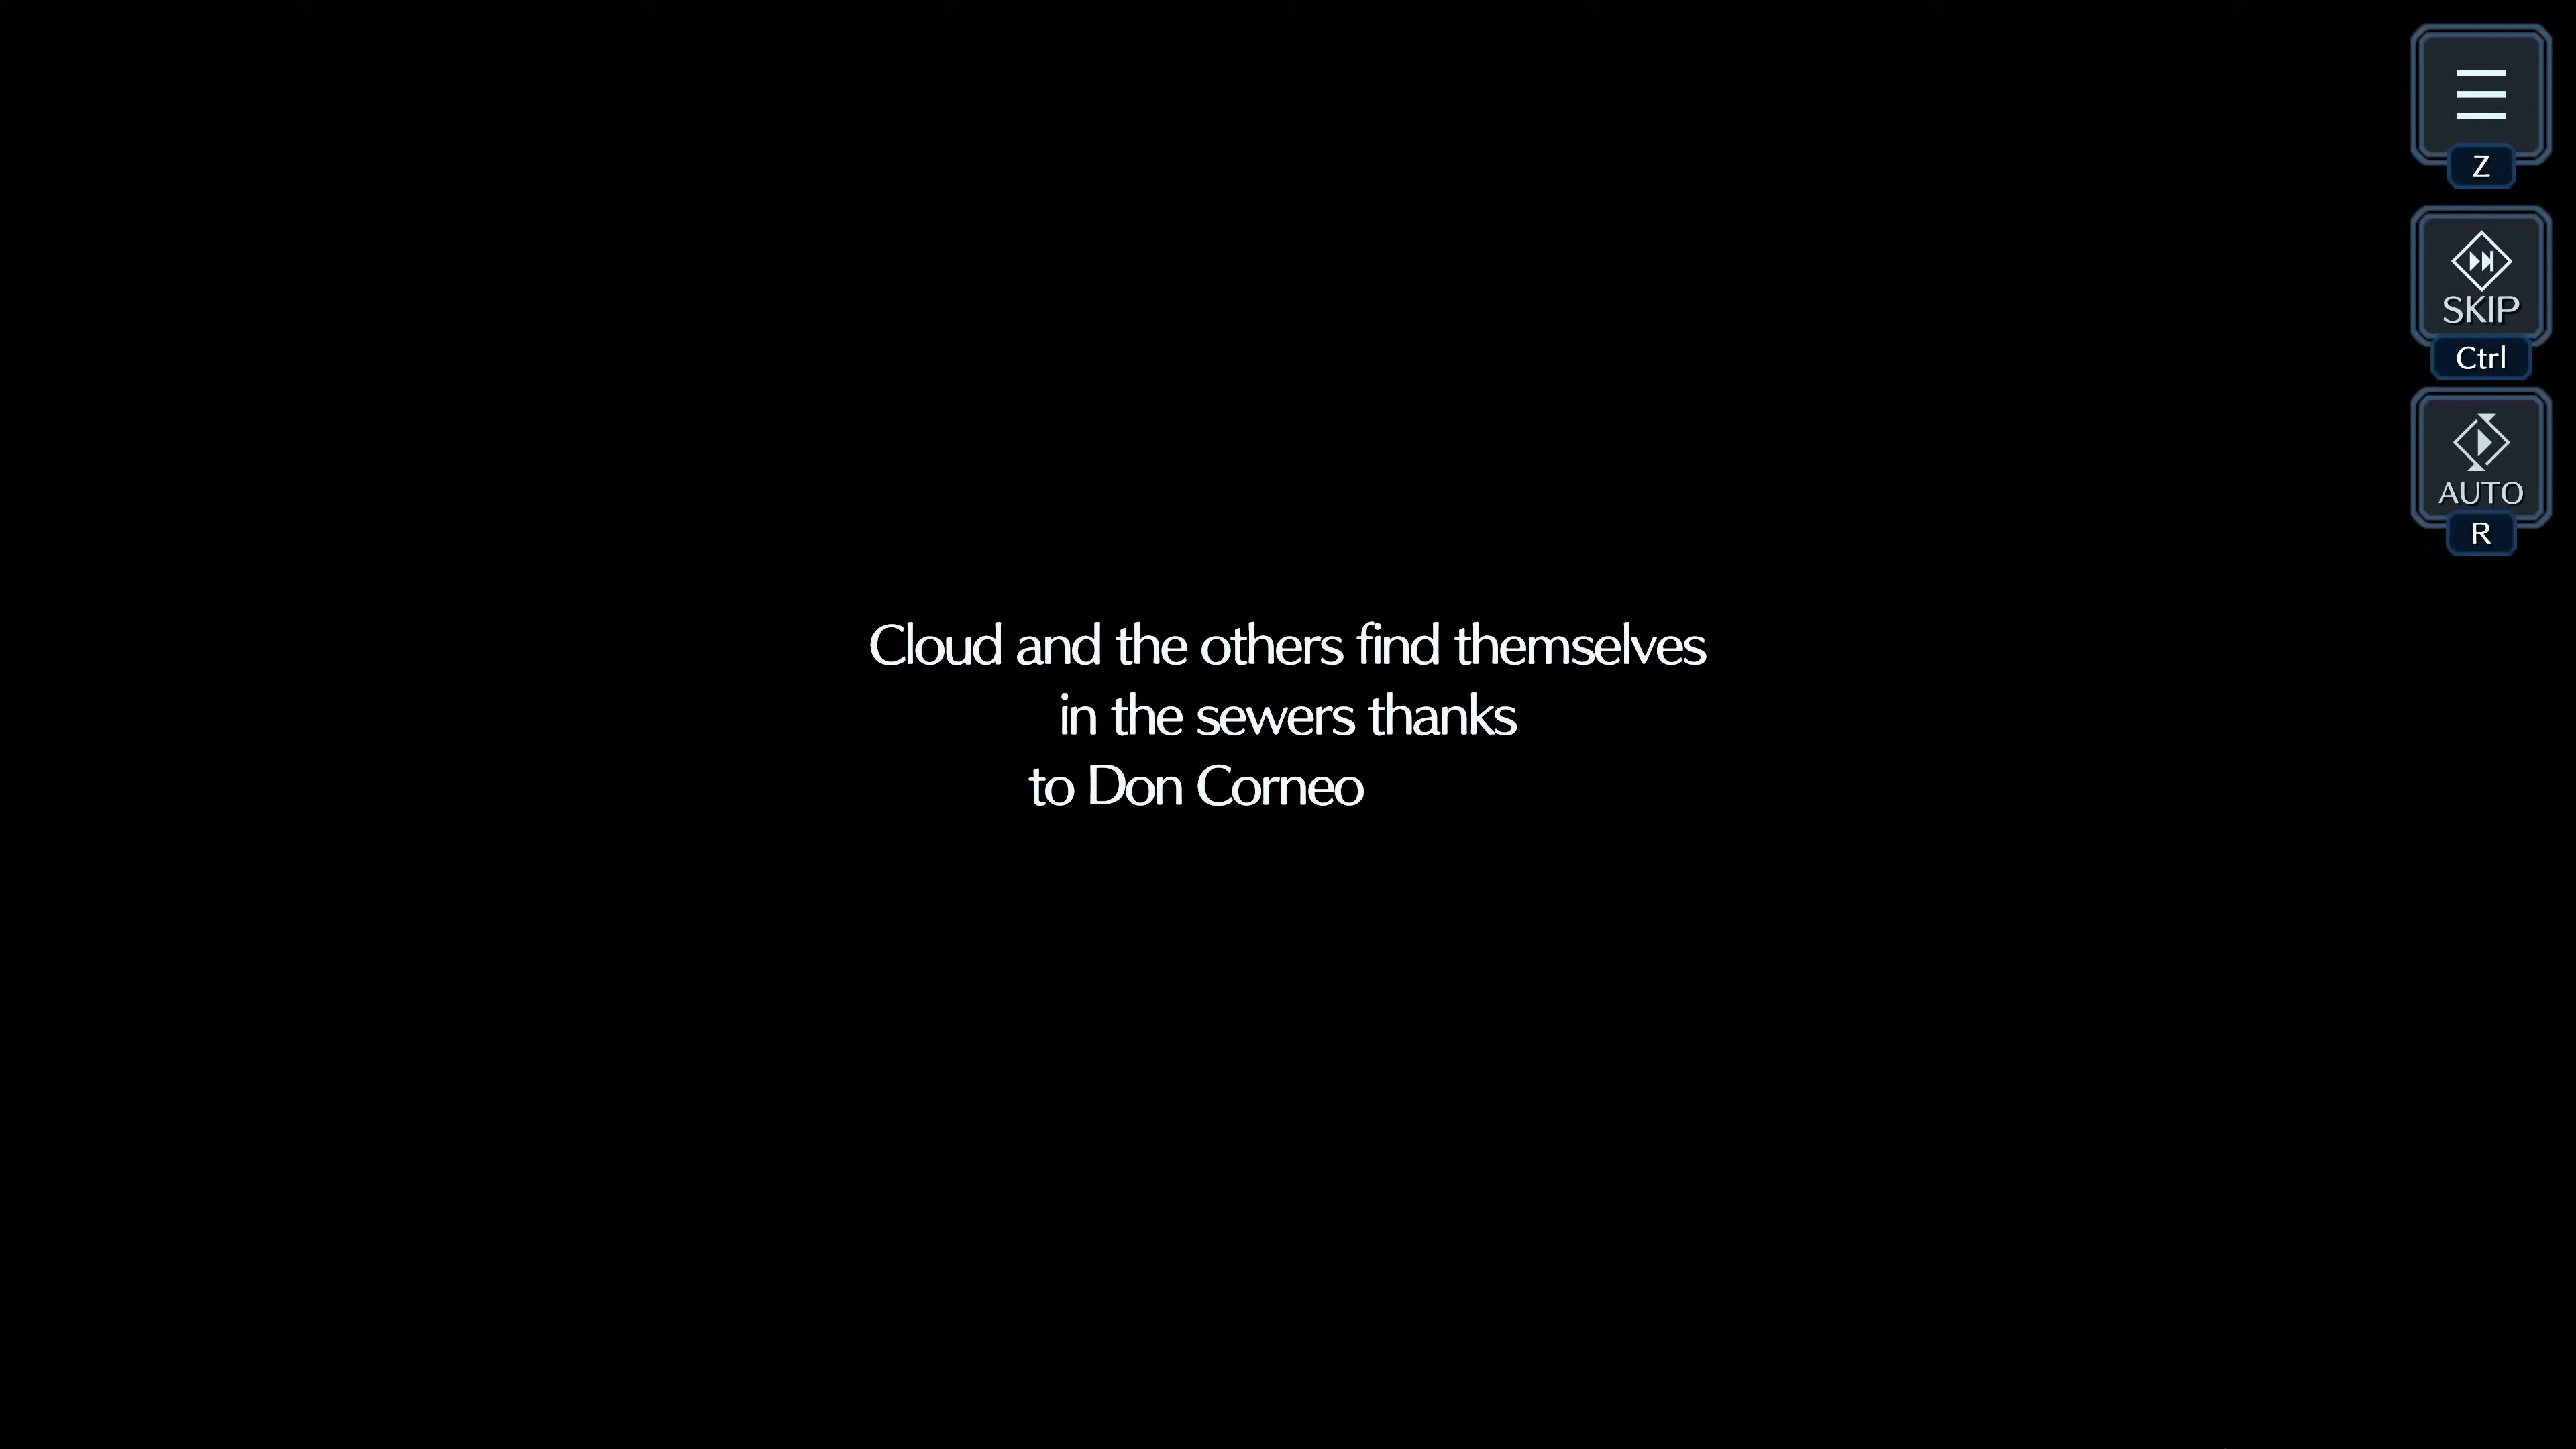 Z
SKIP
Ctrl
AUTO
R
Cloud and the others find themselves
in the sewers thanks
to Don Corneo